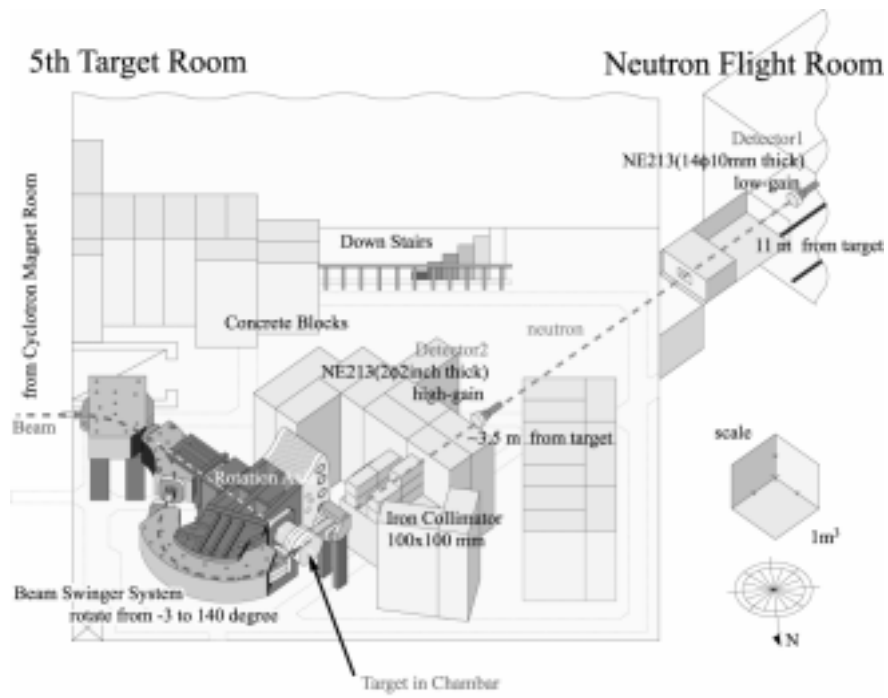 5th Target Room
Neutron Flight Room
Detector1
NE213(14φ10mm thick)
low-gain
11 m from target
from Cyclotron Magnet Room
Down Stairs
Concrete Blocks
neutron
Detector2
NE213(2φ2inch thick)
high-gain
~3.5 m from target
scale
1m³
Beam
Rotation
Iron Collimator
100x100 mm
Beam Swinger System
rotate from -3 to 140 degree
N
Target in Chambar